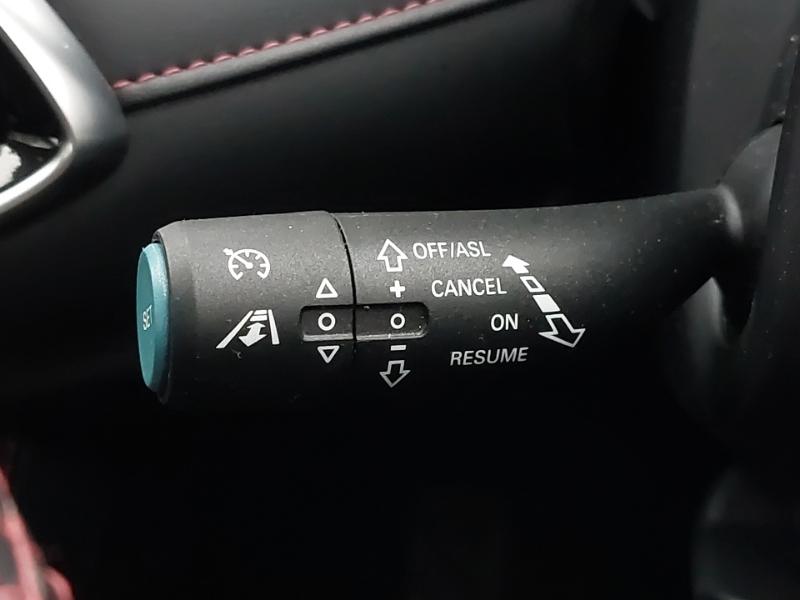 SET
OFF/ASL
+ CANCEL
ON
-
RESUME